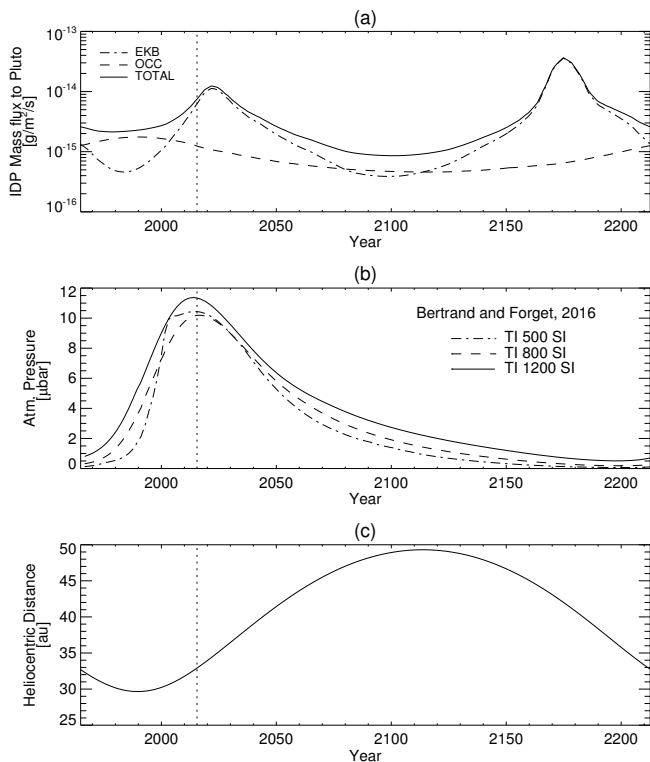 (a)
10⁻¹³
10⁻¹⁴
10⁻¹⁵
10⁻¹⁶
IDP Mass flux to Pluto
[g/m²/s]
EKB
OCC
TOTAL
2000 2050 2100 2150 2200
Year
(b)
12
10
8
6
4
2
0
Atm. Pressure
[μbar]
Bertrand and Forget, 2016
TI 500 SI
TI 800 SI
TI 1200 SI
2000 2050 2100 2150 2200
Year
(c)
50
45
40
35
30
25
Heliocentric Distance
[au]
2000 2050 2100 2150 2200
Year